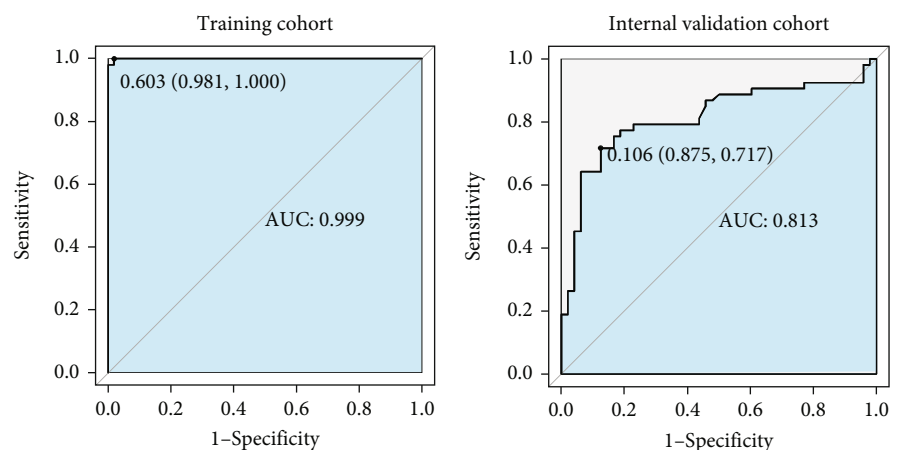 Training cohort
1.0
0.8
0.6
0.4
0.2
0.0
Sensitivity
0.603 (0.981, 1.000)
AUC: 0.999
0.0 0.2 0.4 0.6 0.8 1.0
1–Specificity
Internal validation cohort
1.0
0.8
0.6
0.4
0.2
0.0
Sensitivity
0.106 (0.875, 0.717)
AUC: 0.813
0.0 0.2 0.4 0.6 0.8 1.0
1–Specificity